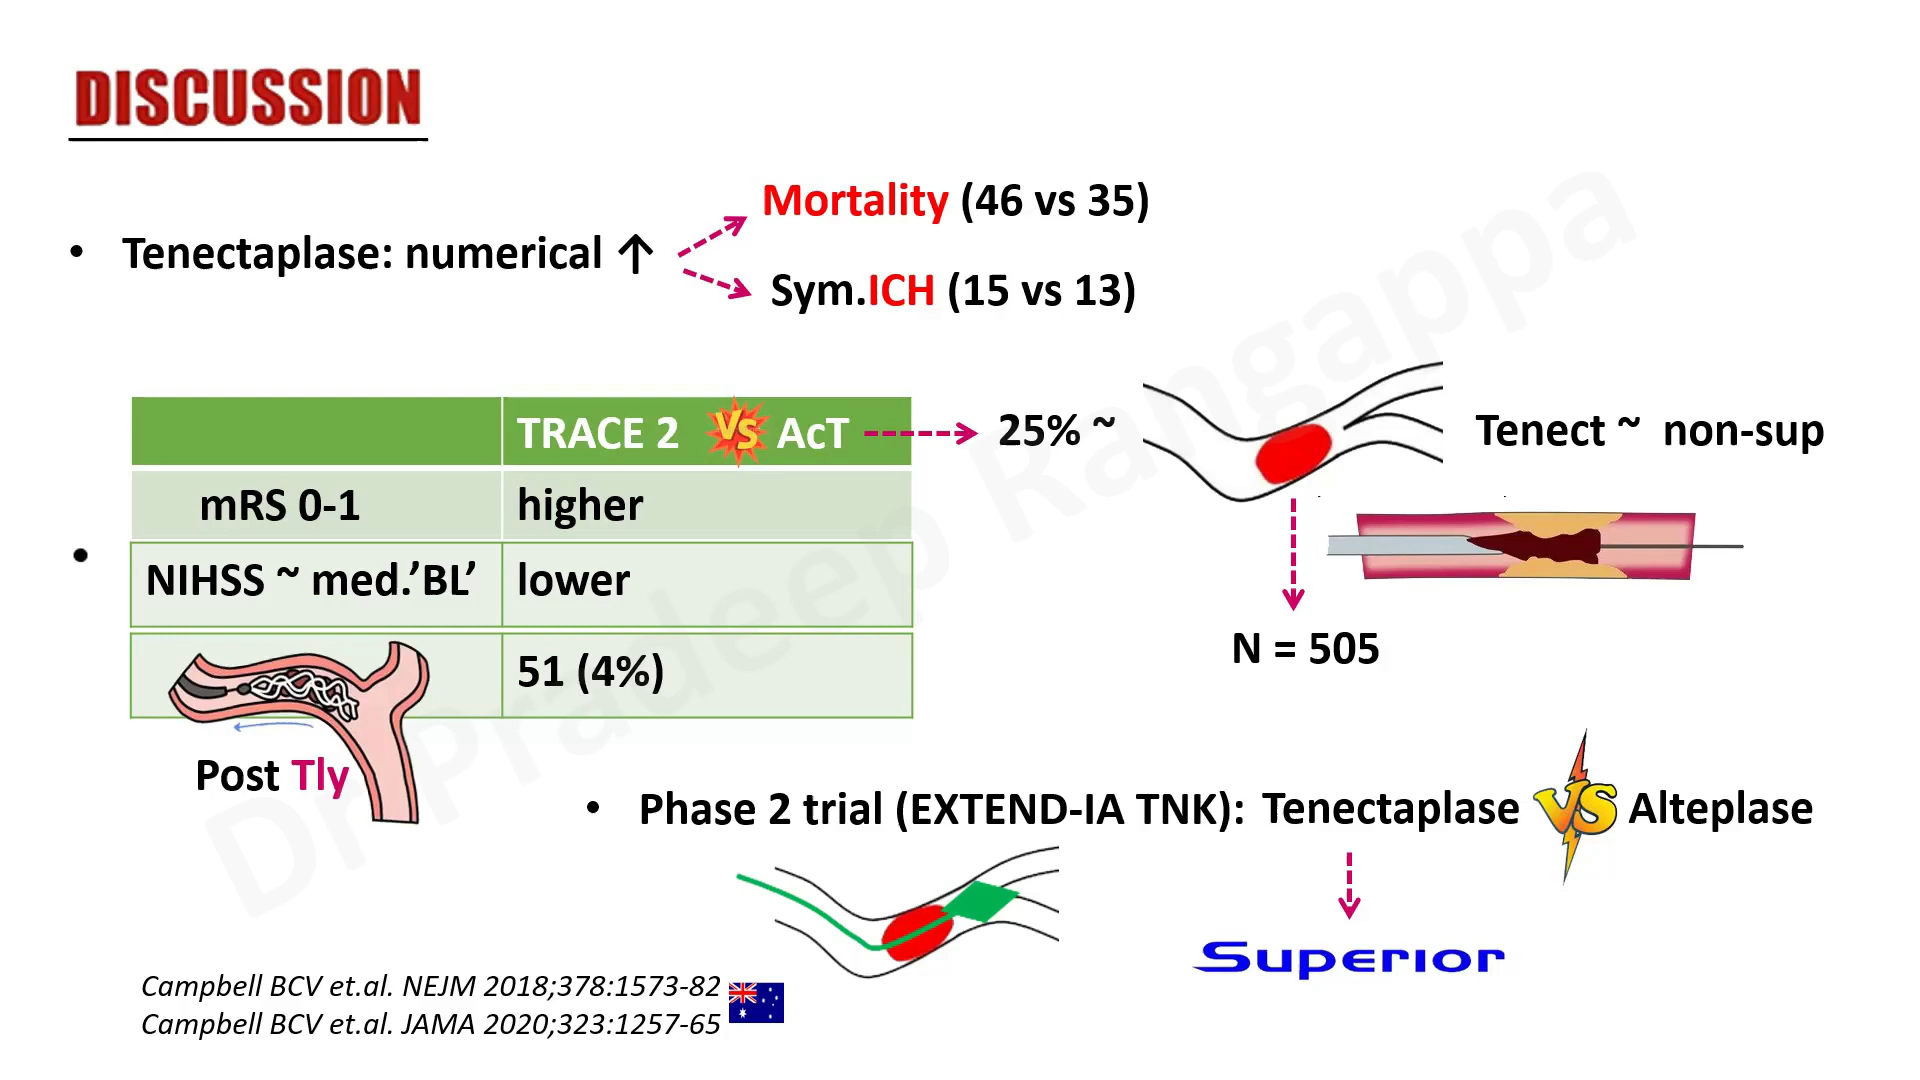 DISCUSSION
Mortality (46 vs 35)
• Tenectaplase: numerical ↑
Sym.ICH (15 vs 13)
TRACE 2 VS AcT
25% ~
Tenect ~ non-sup
mRS 0-1 higher
•
NIHSS ~ med.’BL’ lower
N = 505
51 (4%)
Post Tly
• Phase 2 trial (EXTEND-IA TNK): Tenectaplase VS Alteplase
Superior
Campbell BCV et.al. NEJM 2018;378:1573-82
Campbell BCV et.al. JAMA 2020;323:1257-65
Dr Pradeep Rangappa